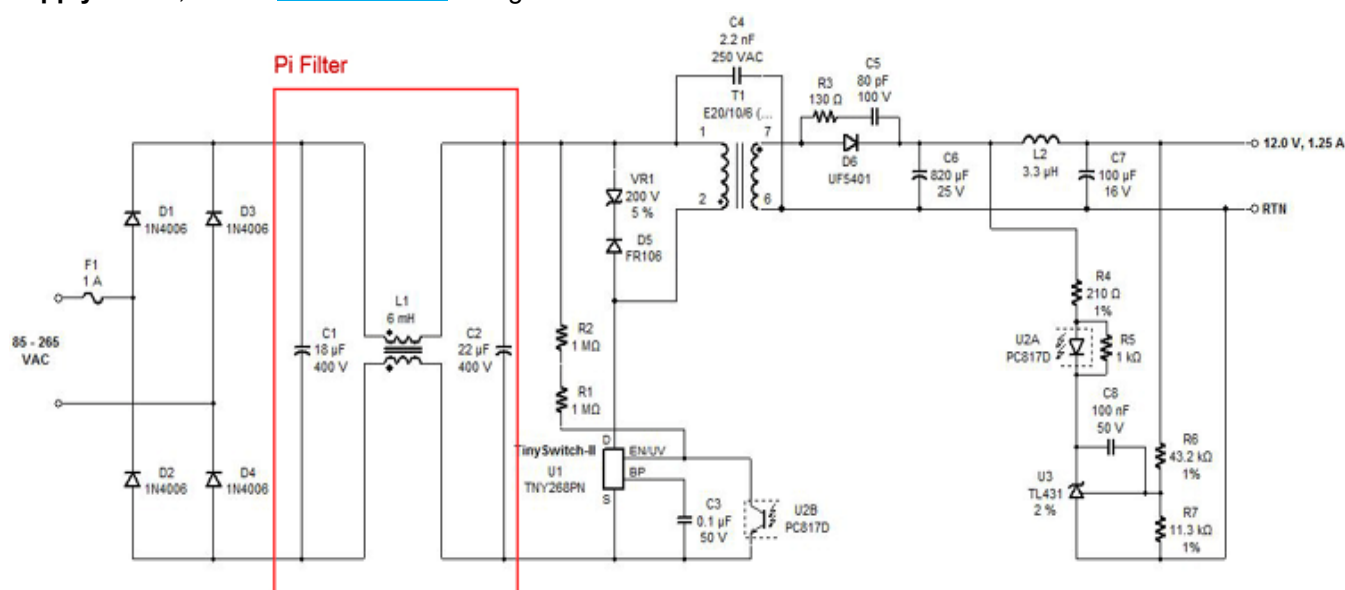 Pi Filter
C4
2.2 nF
250 VAC
T1
E20/10/6 (...
1
2
7
6
R3
130 Ω
C5
80 pF
100 V
D6
UF5401
C6
820 µF
25 V
L2
3.3 µH
C7
100 µF
16 V
12.0 V, 1.25 A
RTN
D1
1N4006
D3
1N4006
F1
1 A
85 - 265
VAC
D2
1N4006
D4
1N4006
C1
18 µF
400 V
L1
6 mH
C2
22 µF
400 V
VR1
200 V
5 %
D5
FR106
R2
1 MΩ
R1
1 MΩ
TinySwitch-II
U1
TNY268PN
D
S
EN/UV
BP
C3
0.1 µF
50 V
U2B
PC817D
R4
210 Ω
1%
U2A
PC817D
R5
1 kΩ
C8
100 nF
50 V
U3
TL431
2 %
R6
43.2 kΩ
1%
R7
11.3 kΩ
1%